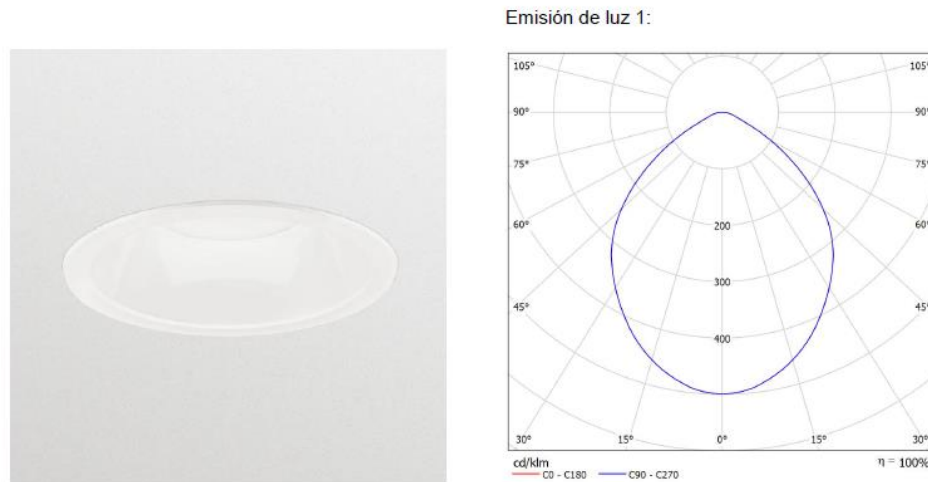 Emisión de luz 1:
105° 105°
90° 90°
75° 75°
200
60° 60°
300
45° 45°
400
30° 15° 0° 15° 30°
cd/klm η = 100%
C0 - C180 C90 - C270